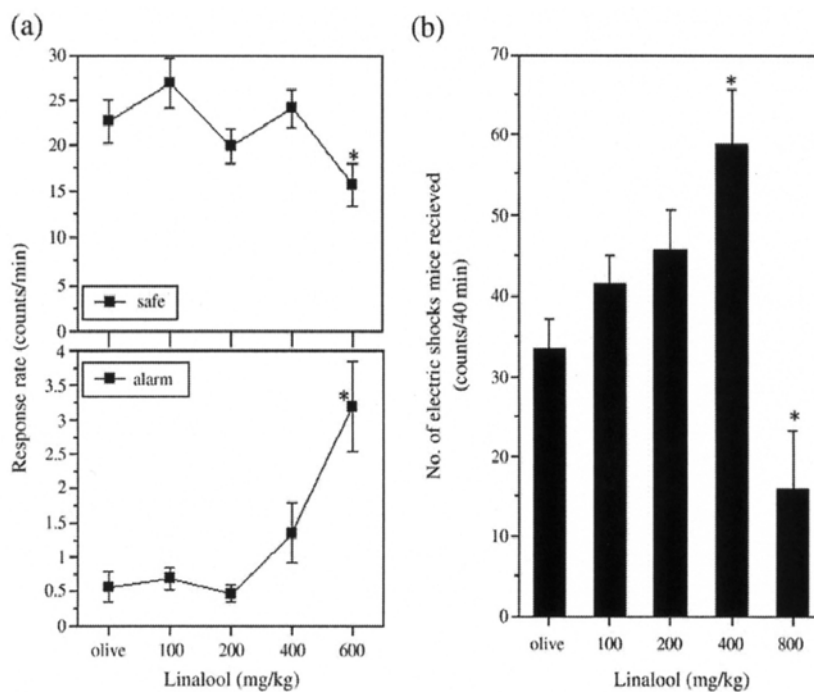 (a)
Response rate (counts/min)
30
25
20
15
10
5
0
*
safe
4
3.5
3
2.5
2
1.5
1
0.5
0
*
alarm
olive 100 200 400 600
Linalool (mg/kg)
(b)
No. of electric shocks mice recieved
(counts/40 min)
70
60
50
40
30
20
10
0
*
*
olive 100 200 400 800
Linalool (mg/kg)